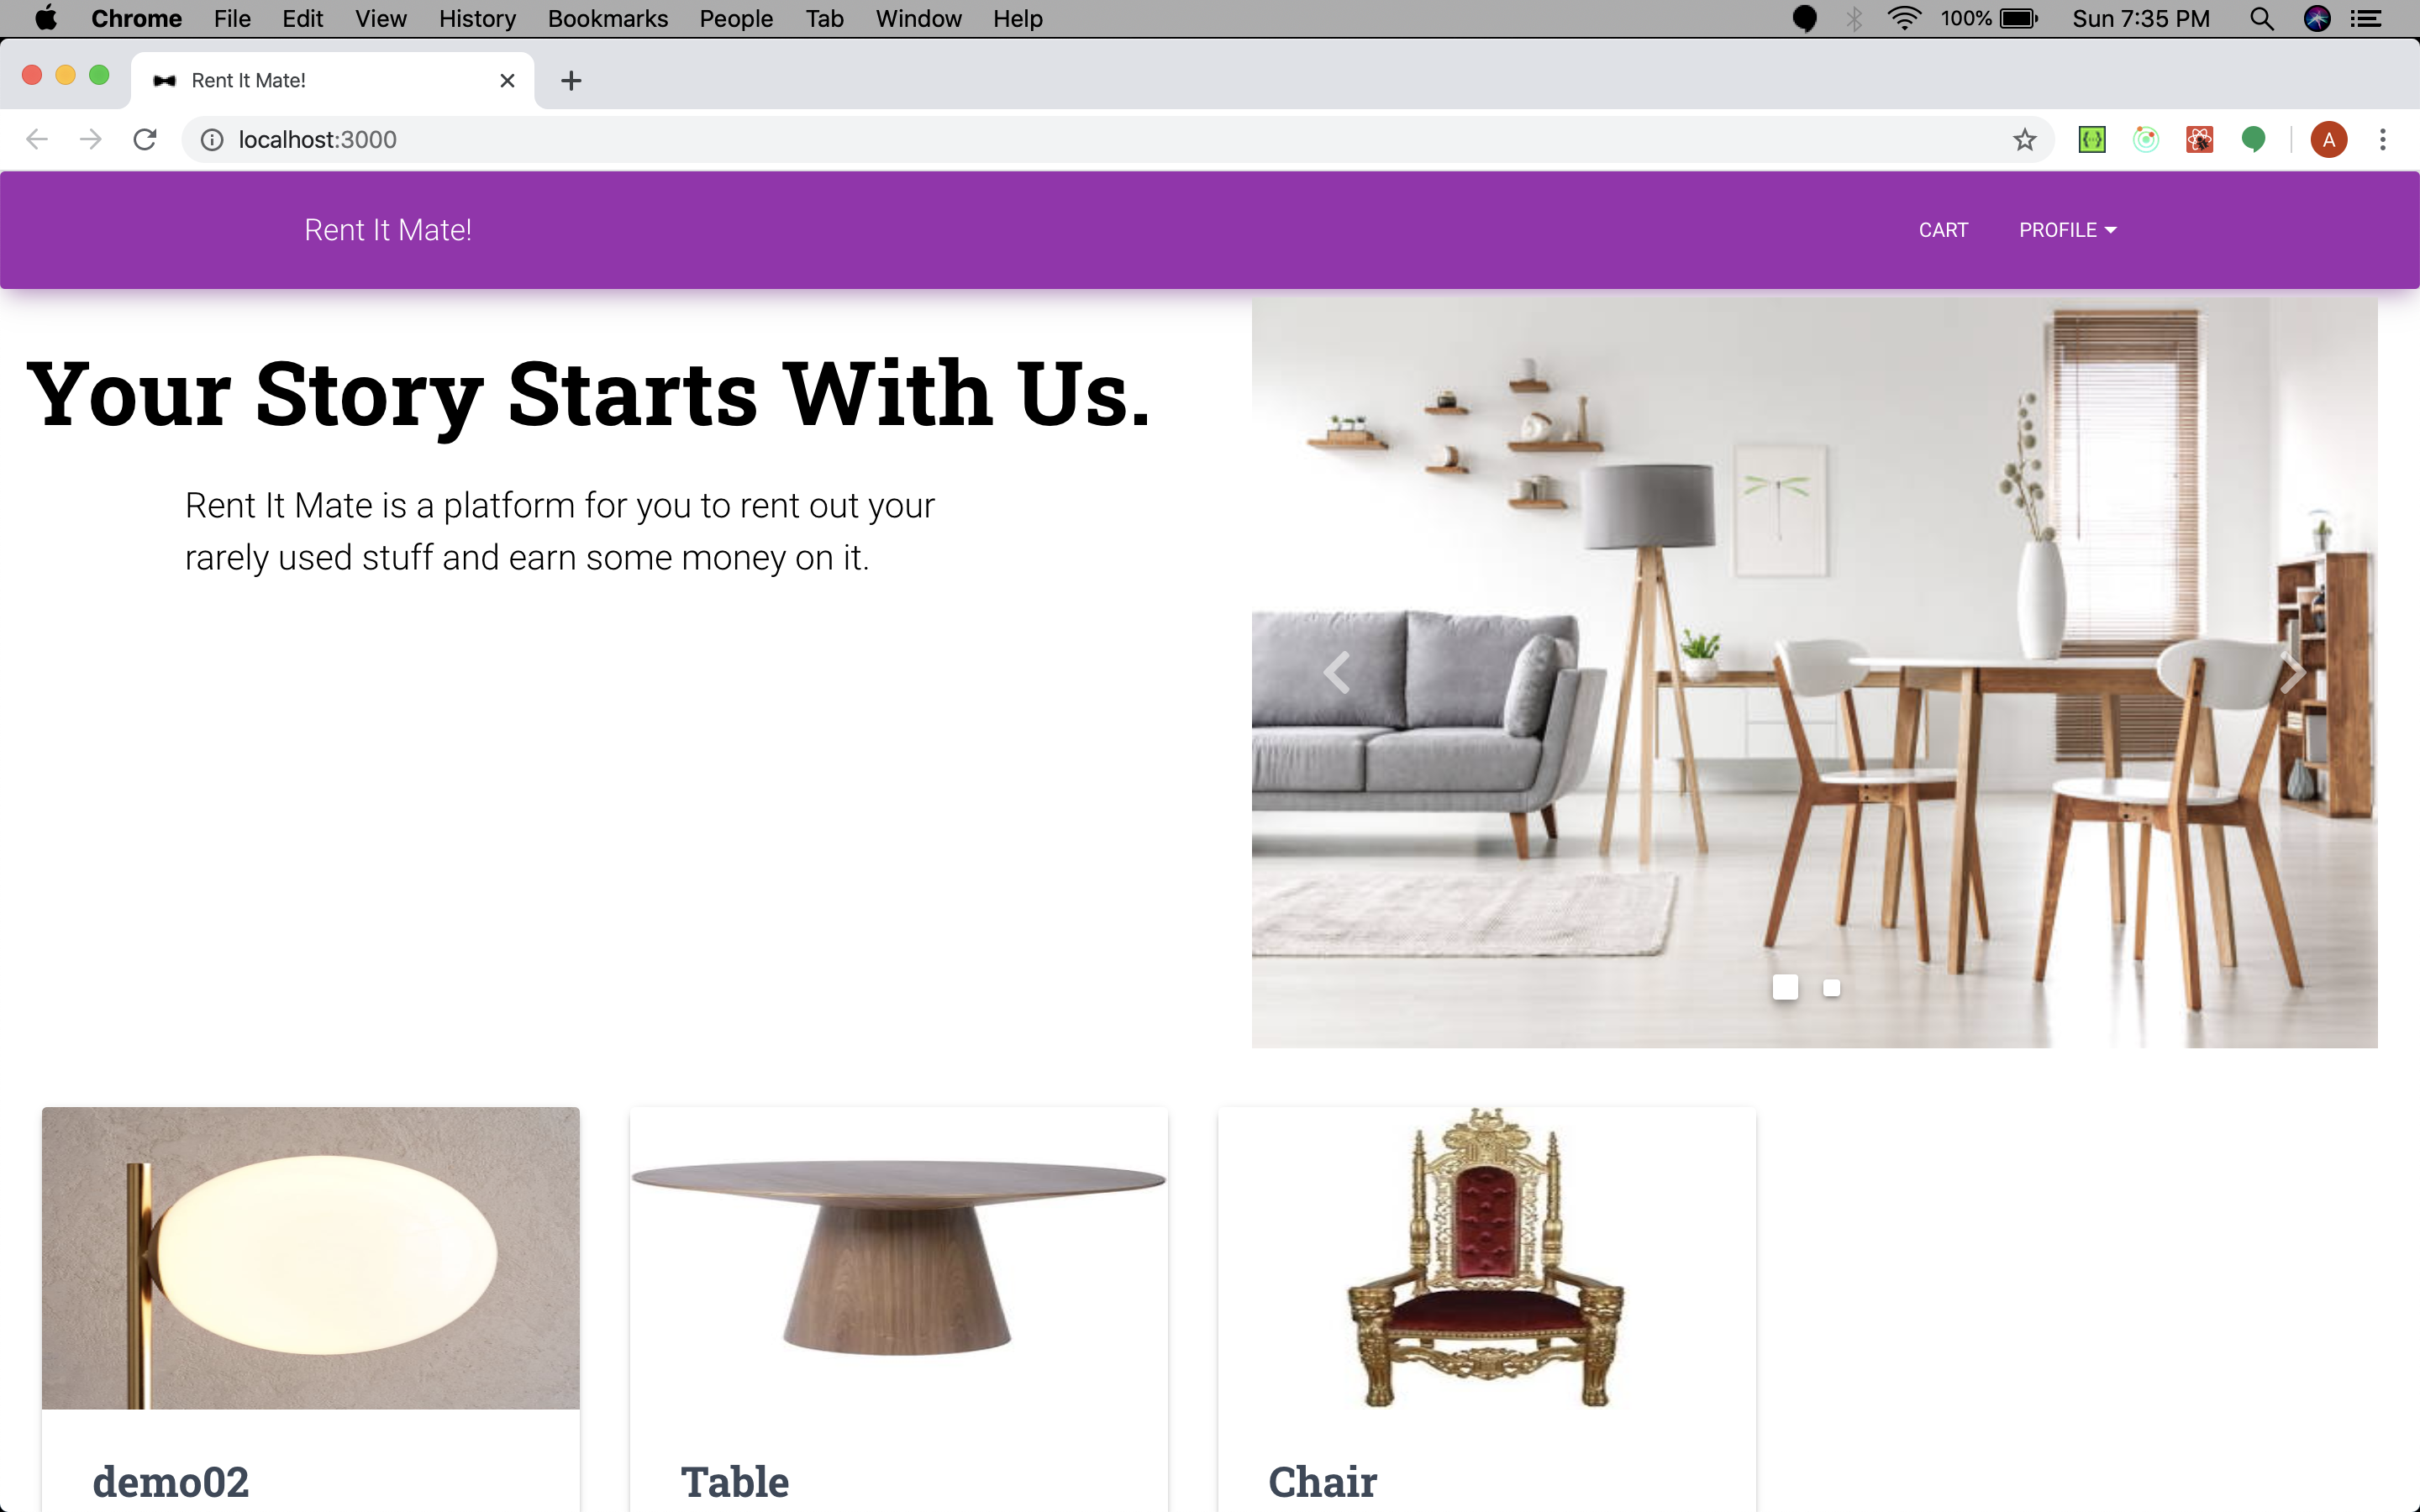 Chrome File Edit View History Bookmarks People Tab Window Help 100% Sun 7:35 PM
Rent It Mate!
localhost:3000
A
Rent It Mate! CART PROFILE
Your Story Starts With Us.
Rent It Mate is a platform for you to rent out your
rarely used stuff and earn some money on it.
demo02 Table Chair